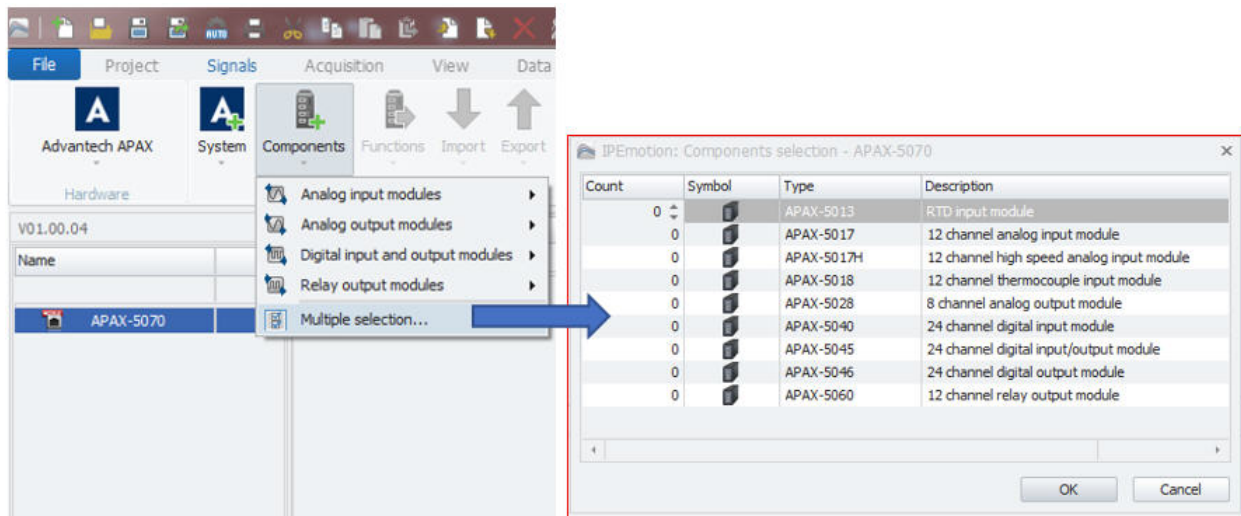 AUTO
File Project Signals Acquisition View Data
A A
Advantech APAX System Components Functions Import Export
Hardware
Analog input modules
Analog output modules
Digital input and output modules
Relay output modules
Multiple selection...
V01.00.04
Name
APAX-5070
IPEmotion: Components selection - APAX-5070
Count Symbol Type Description
0 APAX-5013 RTD input module
0 APAX-5017 12 channel analog input module
0 APAX-5017H 12 channel high speed analog input module
0 APAX-5018 12 channel thermocouple input module
0 APAX-5028 8 channel analog output module
0 APAX-5040 24 channel digital input module
0 APAX-5045 24 channel digital input/output module
0 APAX-5046 24 channel digital output module
0 APAX-5060 12 channel relay output module
OK Cancel